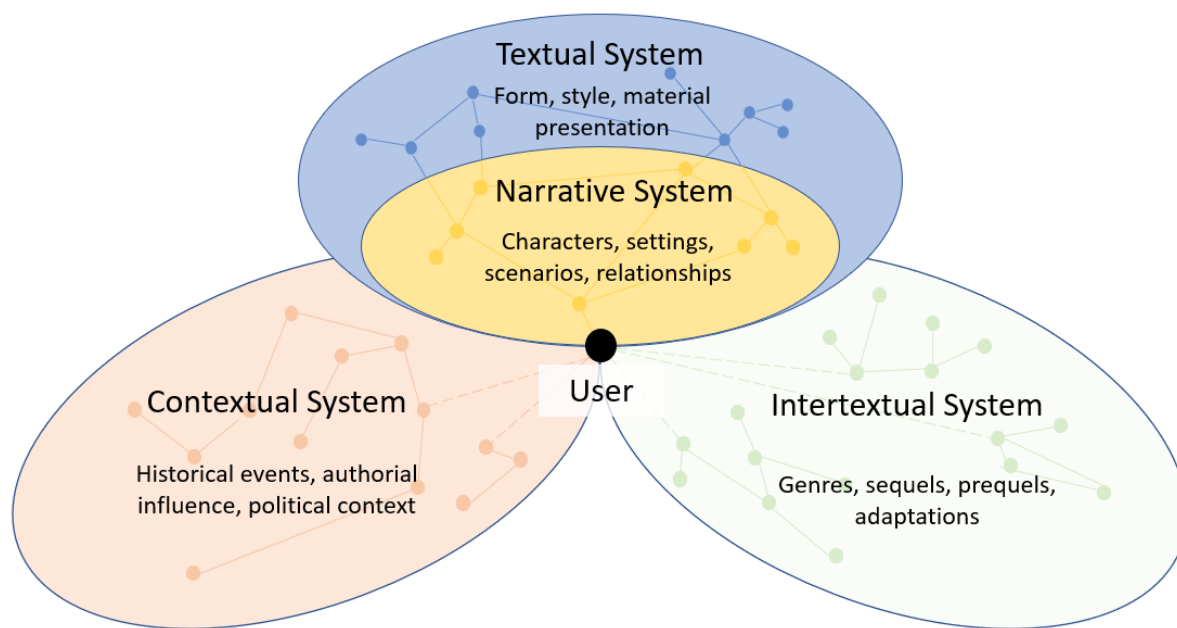 Textual System
Form, style, material
presentation
Narrative System
Characters, settings,
scenarios, relationships
User
Contextual System
Historical events, authorial
influence, political context
Intertextual System
Genres, sequels, prequels,
adaptations